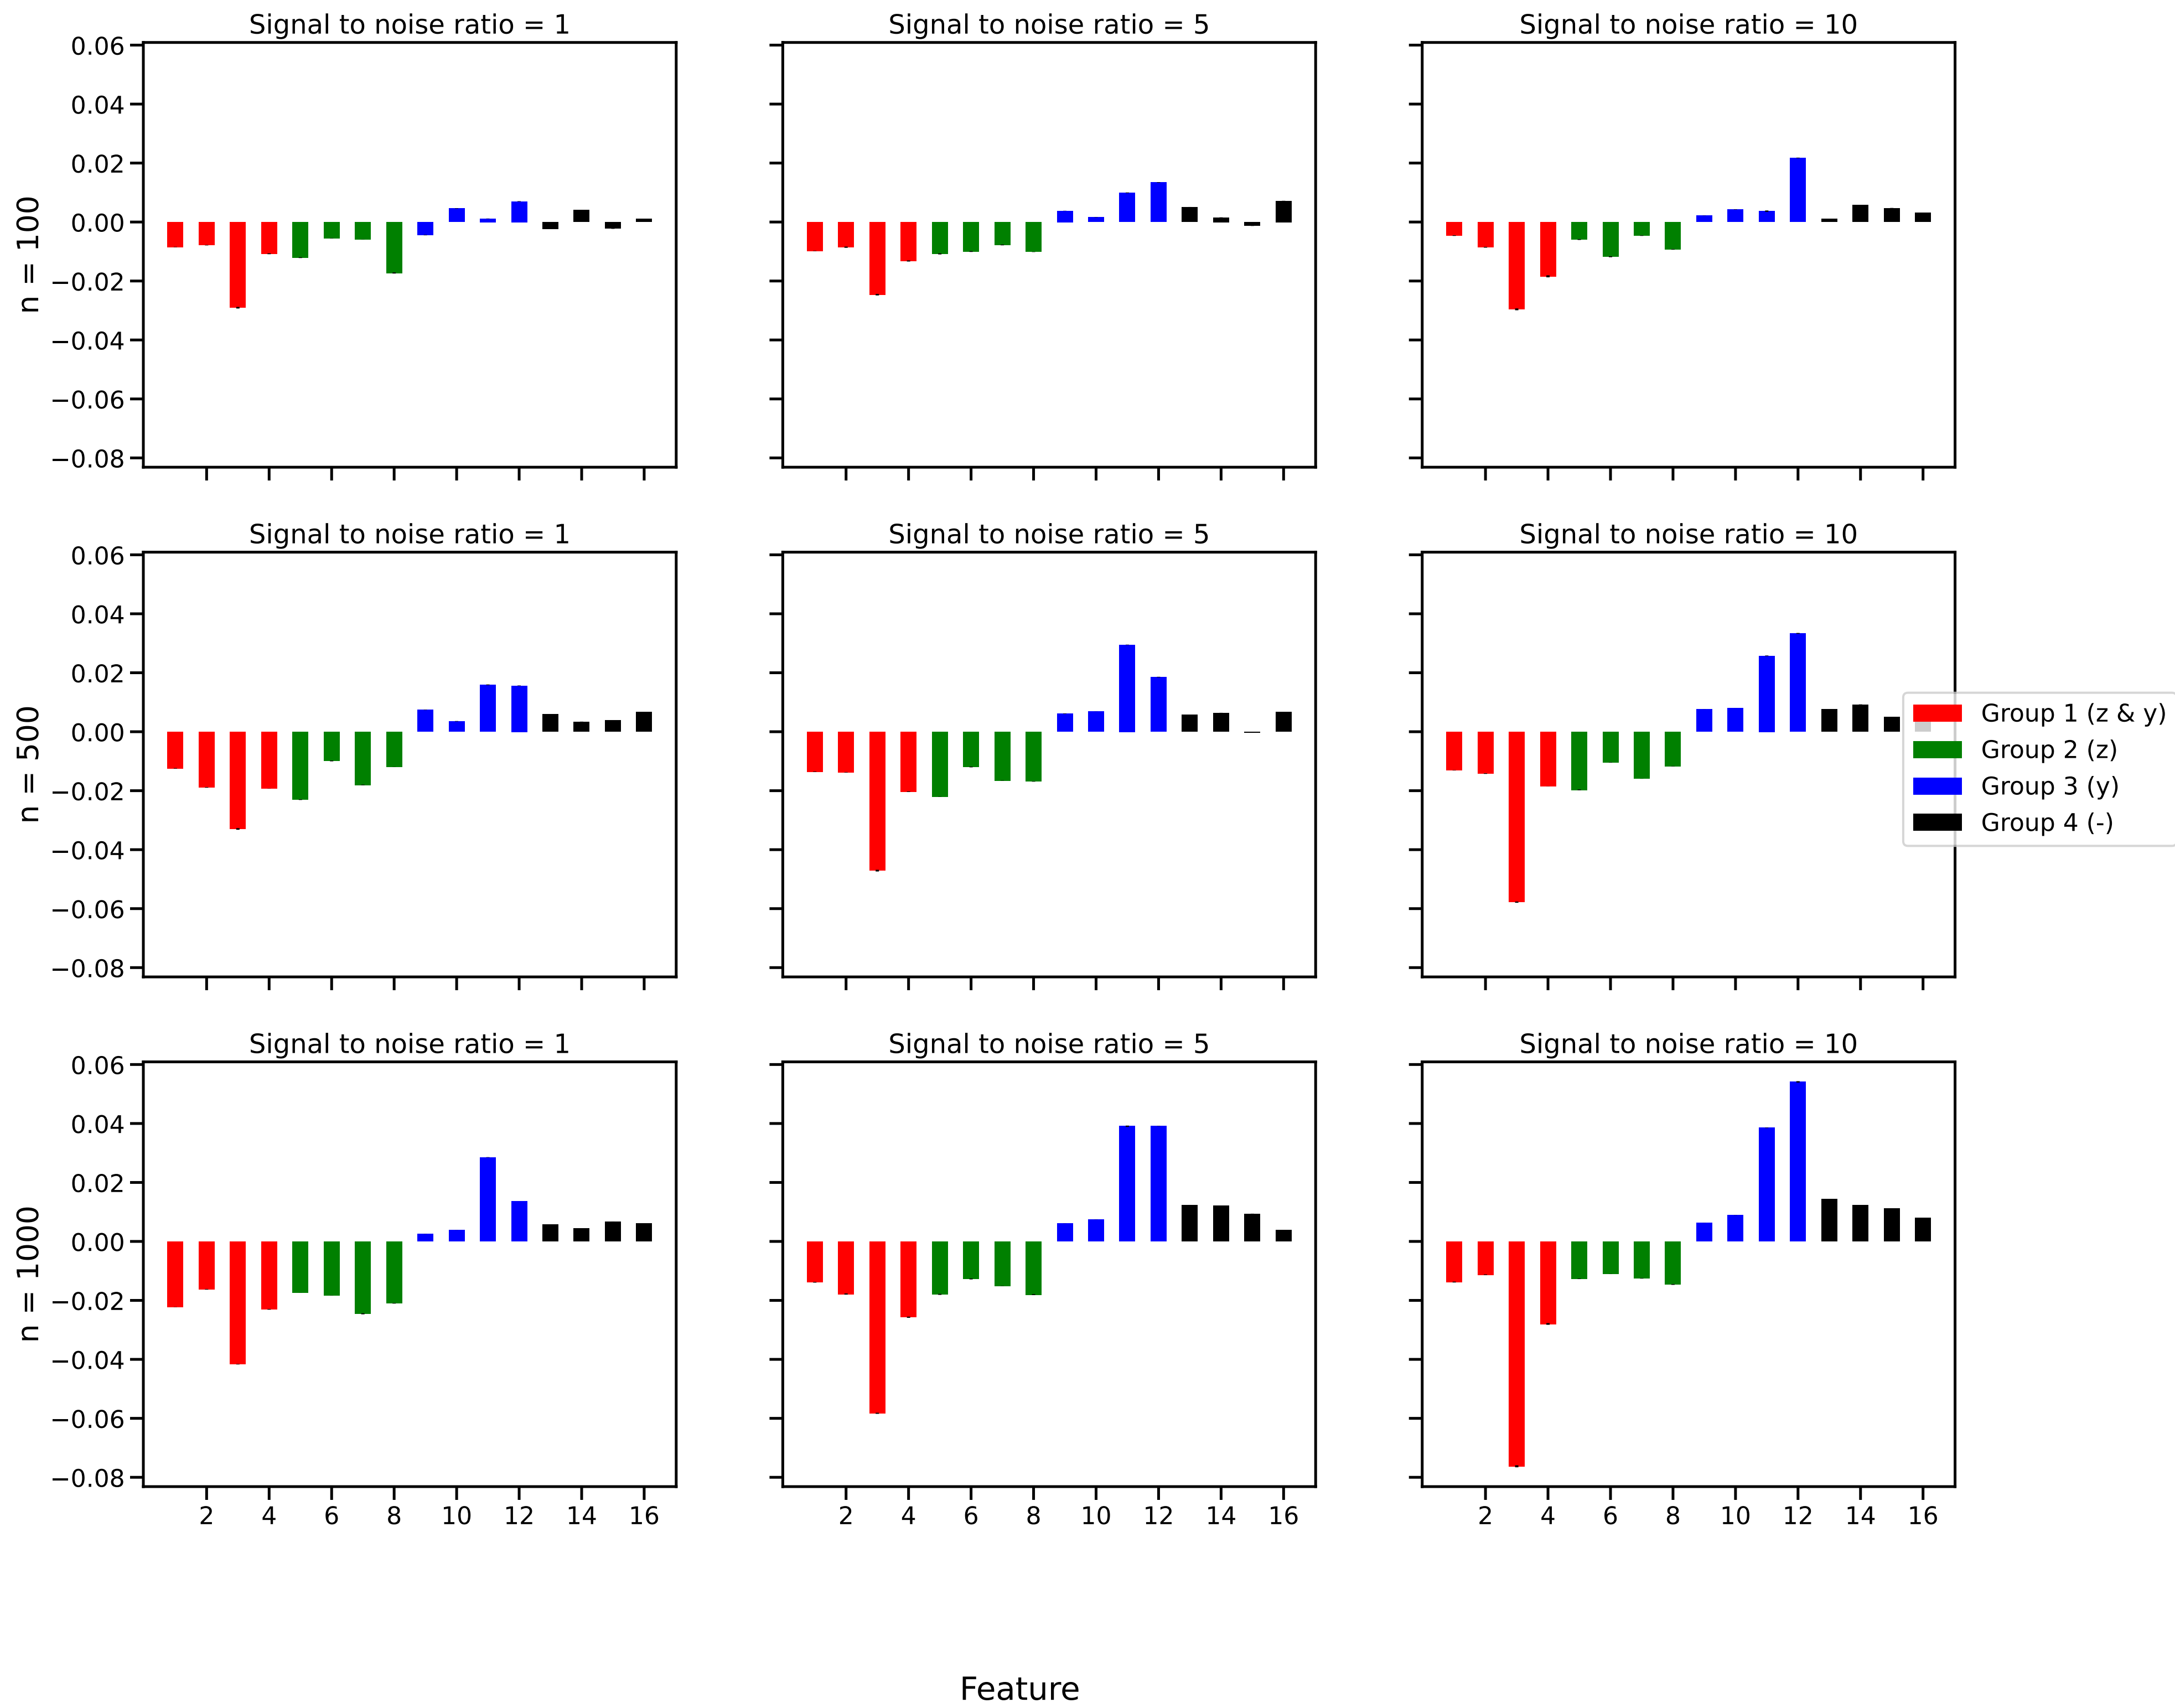 Signal to noise ratio = 1
Signal to noise ratio = 5
Signal to noise ratio = 10
0.06
0.04
0.02
0.00
−0.02
−0.04
−0.06
−0.08
n = 100
Signal to noise ratio = 1
Signal to noise ratio = 5
Signal to noise ratio = 10
0.06
0.04
0.02
0.00
−0.02
−0.04
−0.06
−0.08
n = 500
Group 1 (z & y)
Group 2 (z)
Group 3 (y)
Group 4 (-)
Signal to noise ratio = 1
Signal to noise ratio = 5
Signal to noise ratio = 10
0.06
0.04
0.02
0.00
−0.02
−0.04
−0.06
−0.08
n = 1000
2 4 6 8 10 12 14 16
2 4 6 8 10 12 14 16
2 4 6 8 10 12 14 16
Feature